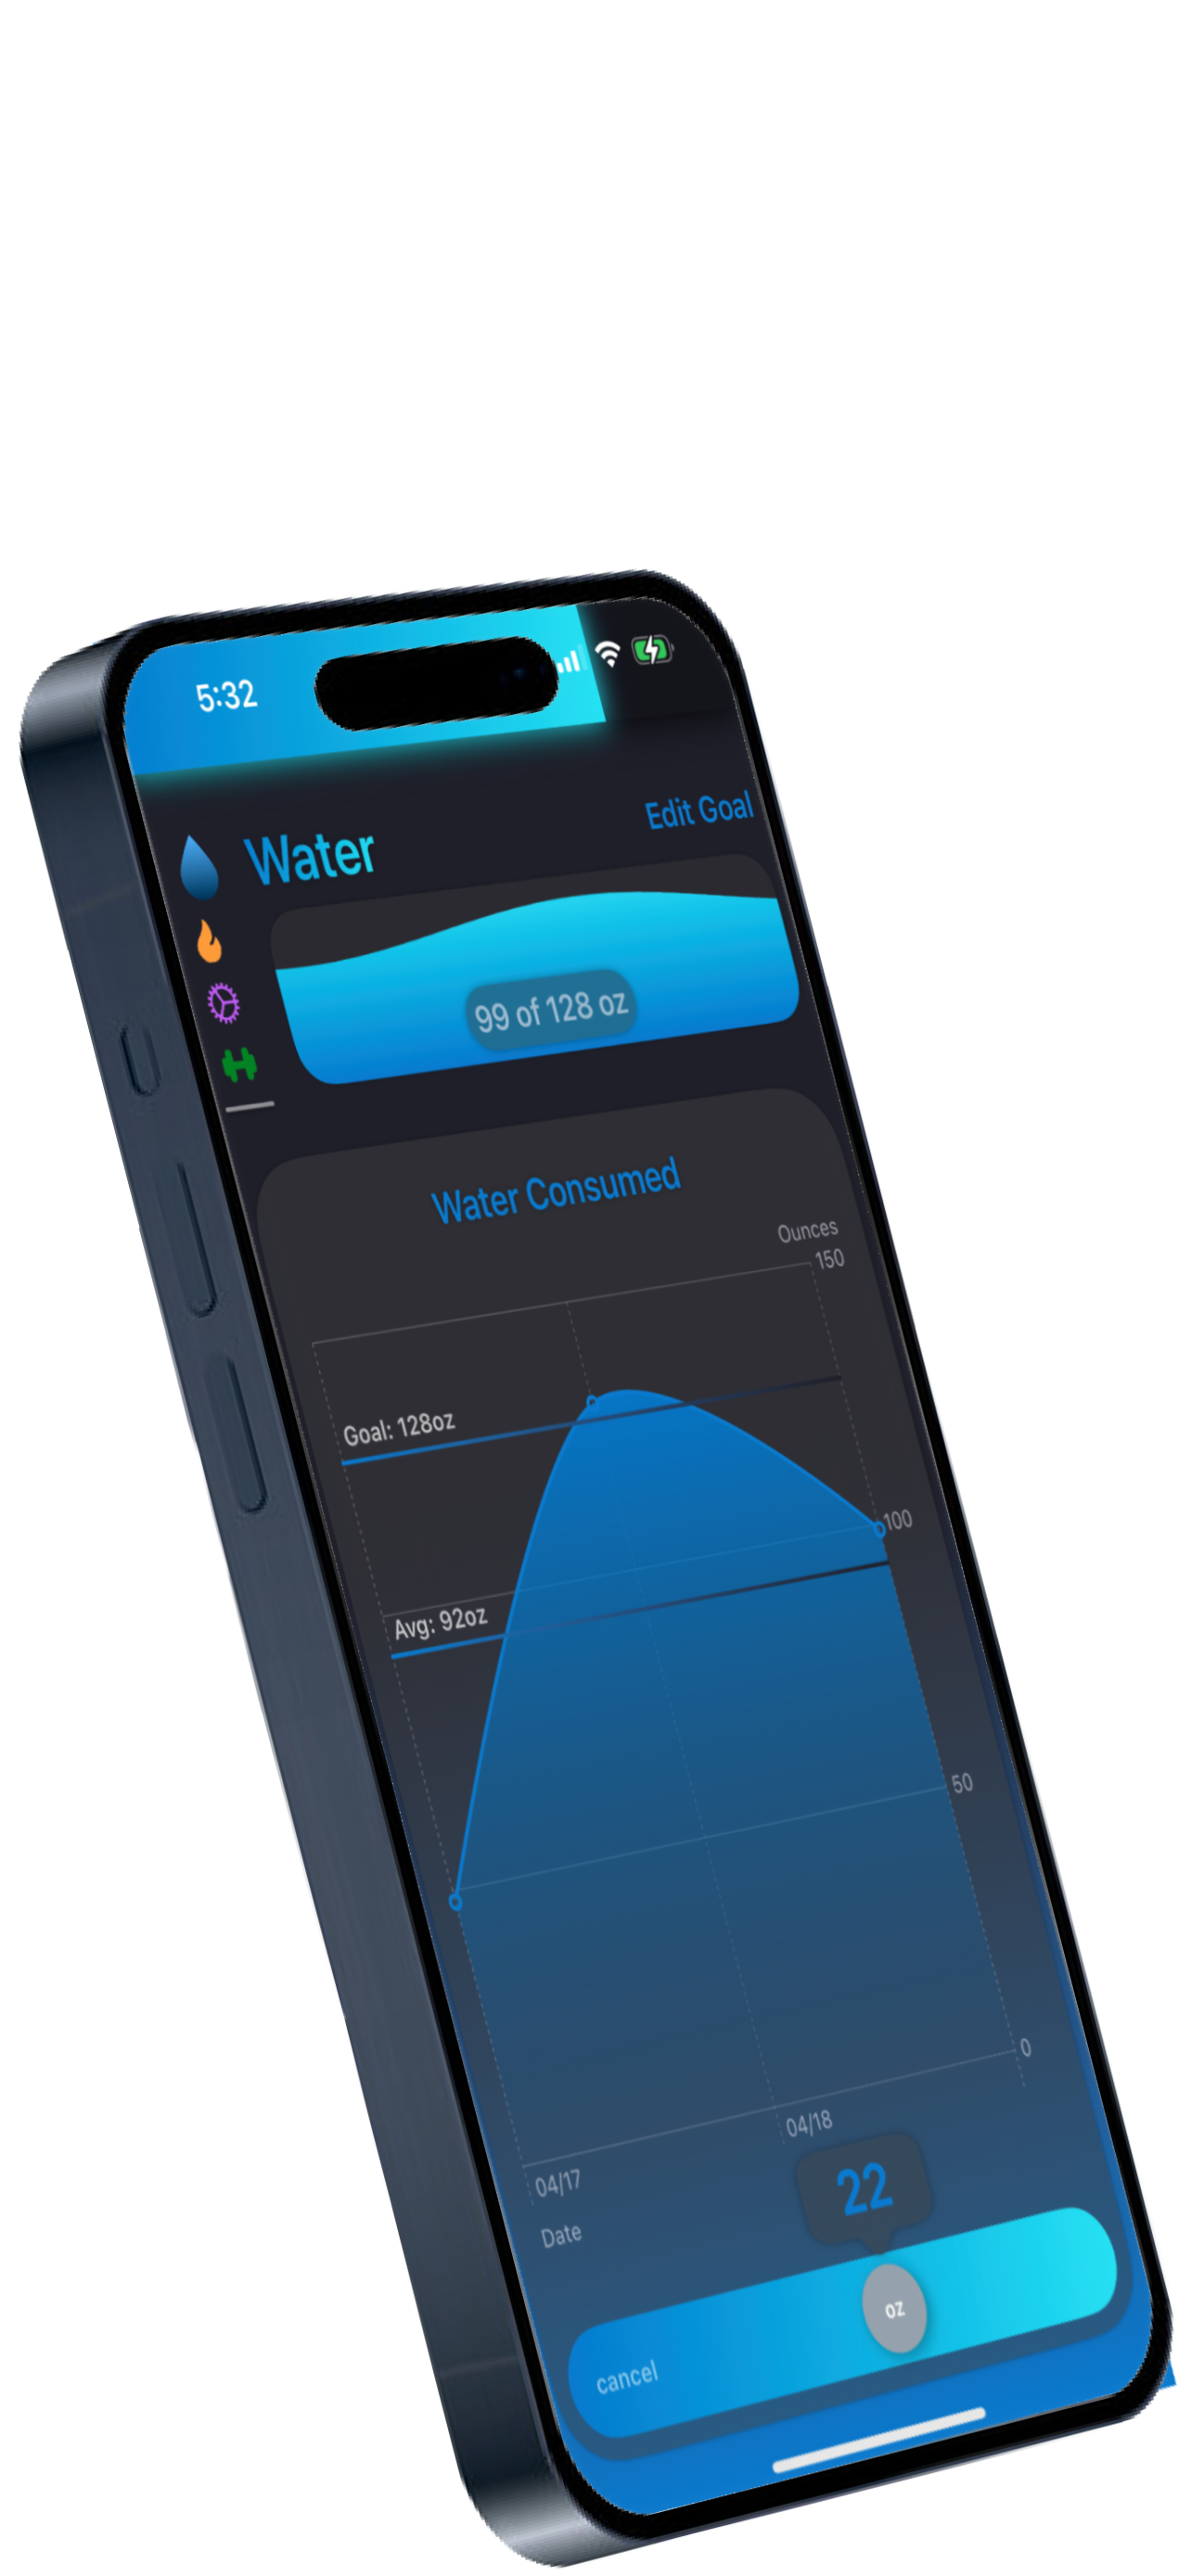 5:32
Edit Goal
Water
99 of 128 oz
Water Consumed
Ounces
150
Goal: 128oz
100
Avg: 92oz
50
0
04/18
04/17
Date
22
oz
cancel